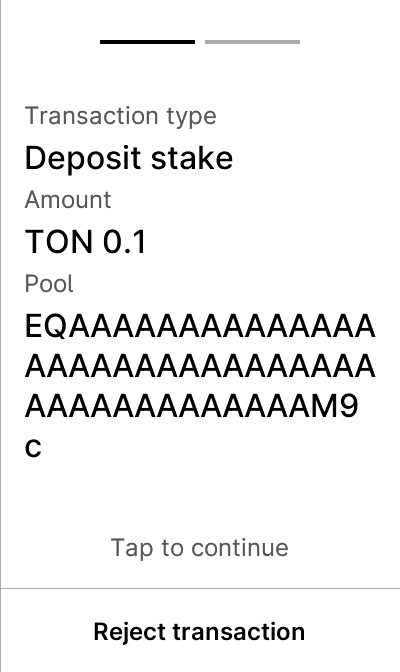 Transaction type
Deposit stake
Amount
TON 0.1
Pool
EQAAAAAAAAAAAAAA
AAAAAAAAAAAAAAAA
AAAAAAAAAAAAAM9
c
Tap to continue
Reject transaction